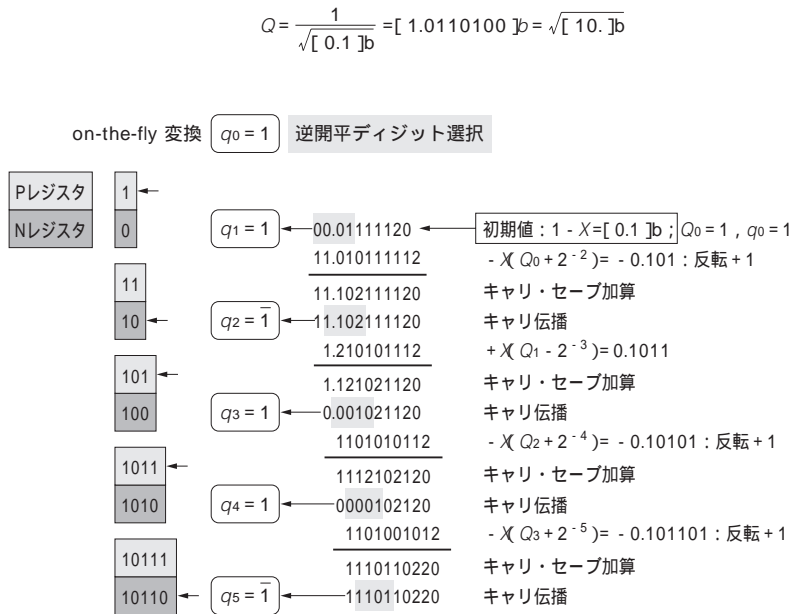 Q = 1/√[ 0.1 ]b =[ 1.0110100 ]b = √[ 10. ]b
on-the-fly 変換 q0 = 1 逆開平ディジット選択
Pレジスタ 1
Nレジスタ 0 q1 = 1 00.01111120 初期値：1 - X=[ 0.1 ]b ; Q0 = 1 , q0 = 1
11.010111112 - X( Q0 + 2^-2 )= - 0.101 : 反転 + 1
11 11.102111120 キャリ・セーブ加算
10 q2 = 1̅ 11.102111120 キャリ伝播
1.210101112 + X( Q1 - 2^-3 )= 0.1011
101 1.121021120 キャリ・セーブ加算
100 q3 = 1 0.001021120 キャリ伝播
1101010112 - X( Q2 + 2^-4 )= - 0.10101 : 反転 + 1
1011 1112102120 キャリ・セーブ加算
1010 q4 = 1 0000102120 キャリ伝播
1101001012 - X( Q3 + 2^-5 )= - 0.101101 : 反転 + 1
10111 1110110220 キャリ・セーブ加算
10110 q5 = 1̅ 1110110220 キャリ伝播